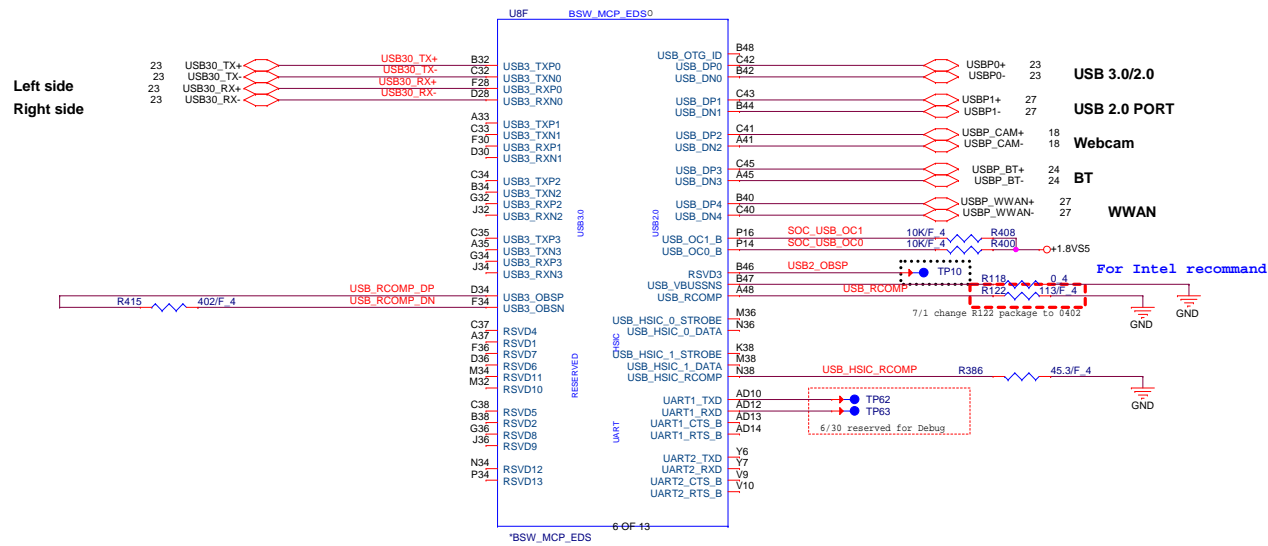 U8F
BSW_MCP_EDS0
Left side
Right side
23 USB30_TX+ USB30_TX+ B32 USB3_TXP0
23 USB30_TX- USB30_TX- C32 USB3_TXN0
23 USB30_RX+ USB30_RX+ F28 USB3_RXP0
23 USB30_RX- USB30_RX- D28 USB3_RXN0
A33 USB3_TXP1
C33 USB3_TXN1
F30 USB3_RXP1
D30 USB3_RXN1
C34 USB3_TXP2
B34 USB3_TXN2
G32 USB3_RXP2
J32 USB3_RXN2
C35 USB3_TXP3
A35 USB3_TXN3
G34 USB3_RXP3
J34 USB3_RXN3
R415 402/F_4
USB_RCOMP_DP D34 USB3_OBSP
USB_RCOMP_DN F34 USB3_OBSN
C37 RSVD4
A37 RSVD1
F36 RSVD7
D36 RSVD6
M34 RSVD11
M32 RSVD10
C38 RSVD5
B38 RSVD2
G36 RSVD8
J36 RSVD9
N34 RSVD12
P34 RSVD13
USB3.0
RESERVED
USB2.0
HSIC
UART
USB_OTG_ID B48
USB_DP0 C42 USBP0+ 23
USB_DN0 B42 USBP0- 23
USB 3.0/2.0
USB_DP1 C43 USBP1+ 27
USB_DN1 B44 USBP1- 27
USB 2.0 PORT
USB_DP2 C41 USBP_CAM+ 18
USB_DN2 A41 USBP_CAM- 18
Webcam
USB_DP3 C45 USBP_BT+ 24
USB_DN3 A45 USBP_BT- 24
BT
USB_DP4 B40 USBP_WWAN+ 27
USB_DN4 C40 USBP_WWAN- 27
WWAN
USB_OC1_B P16 SOC_USB_OC1 10K/F_4 R408
USB_OC0_B P14 SOC_USB_OC0 10K/F_4 R400
+1.8VS5
RSVD3 B46 USB2_OBSP TP10
For Intel recommand
USB_VBUSSNS B47 R118 0_4
USB_RCOMP A48 USB_RCOMP R122 113/F_4
GND
GND
7/1 change R122 package to 0402
USB_HSIC_0_STROBE M36
USB_HSIC_0_DATA N36
USB_HSIC_1_STROBE K38
USB_HSIC_1_DATA M38
USB_HSIC_RCOMP N38 USB_HSIC_RCOMP R386 45.3/F_4
GND
UART1_TXD AD10 TP62
UART1_RXD AD12 TP63
UART1_CTS_B AD13
UART1_RTS_B AD14
6/30 reserved for Debug
UART2_TXD Y6
UART2_RXD Y7
UART2_CTS_B V9
UART2_RTS_B V10
6 OF 13
*BSW_MCP_EDS